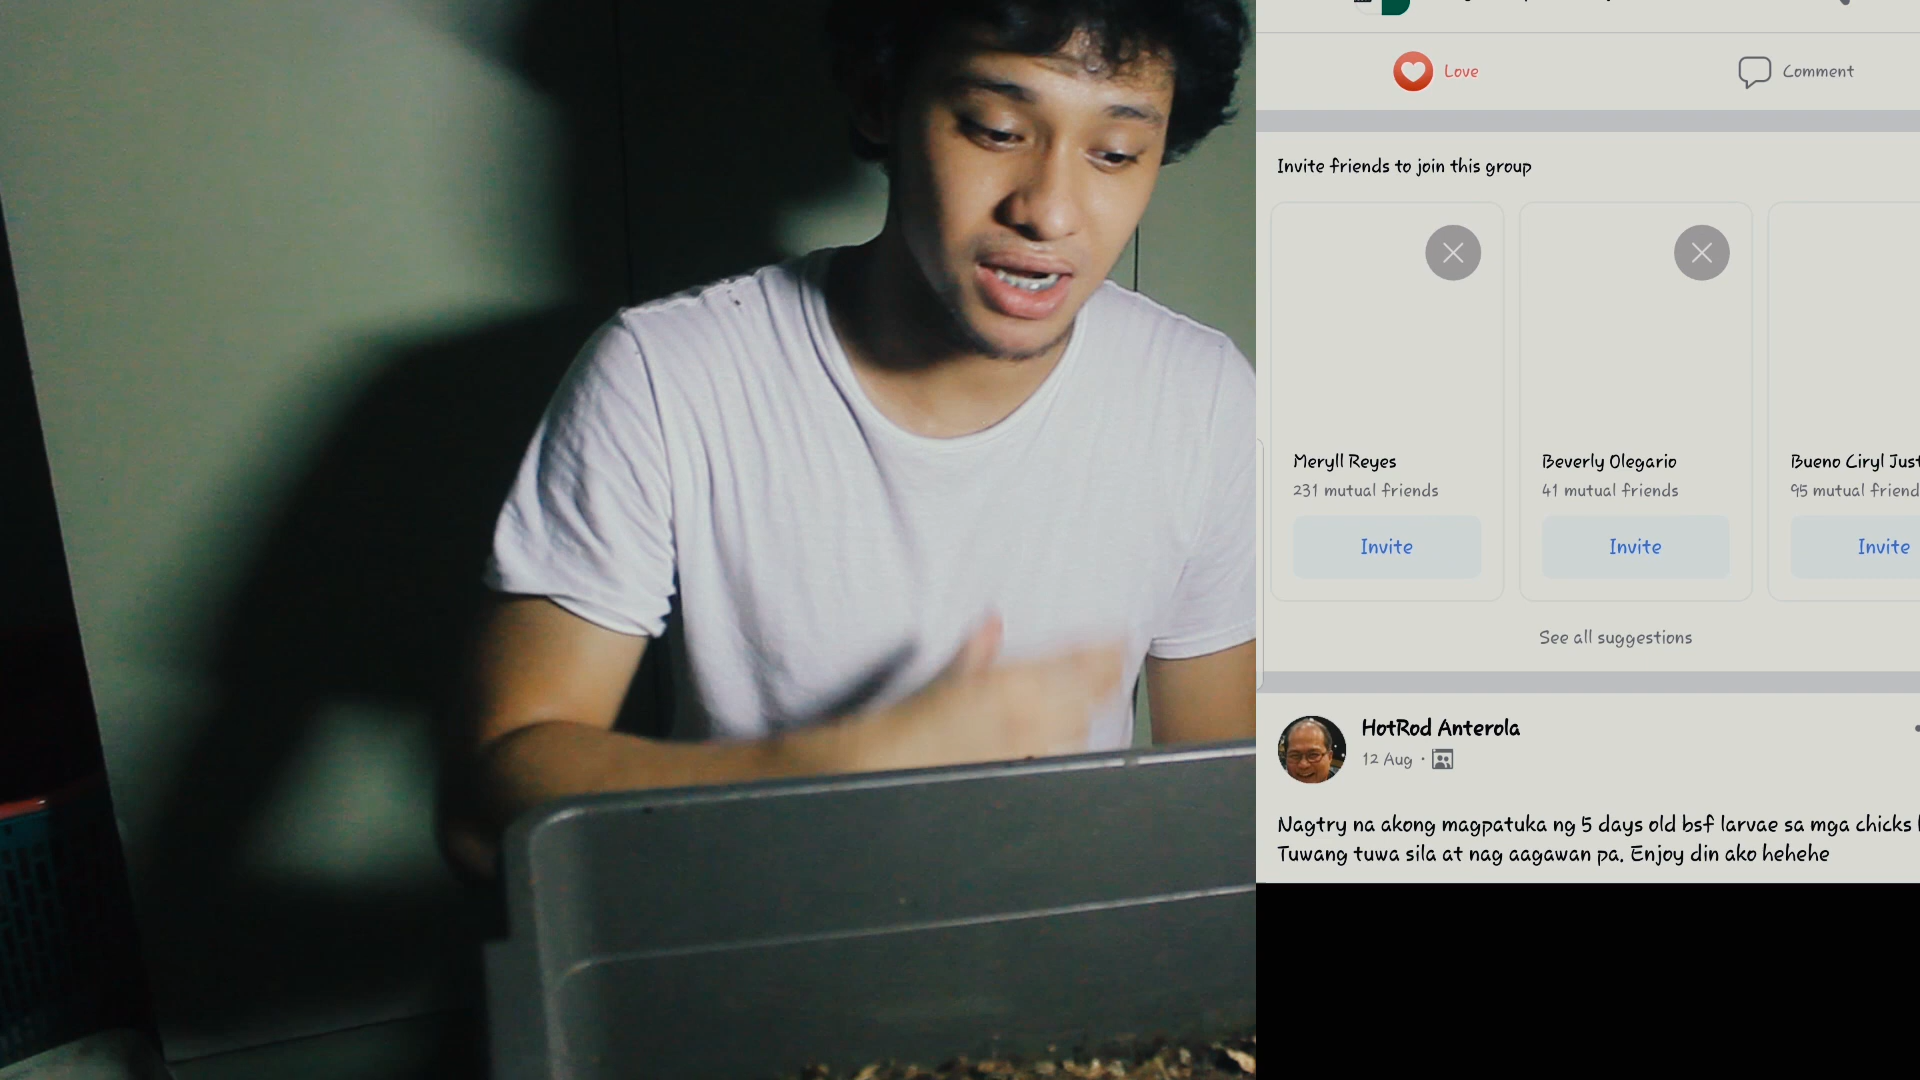 Love
Comment
Invite friends to join this group
Meryll Reyes
231 mutual friends
Invite
Beverly Olegario
41 mutual friends
Invite
Bueno Ciryl Just
95 mutual friend
Invite
See all suggestions
HotRod Anterola
12 Aug ·
Nagtry na akong magpatuka ng 5 days old bsf larvae sa mga chicks
Tuwang tuwa sila at nag aagawan pa. Enjoy din ako hehehe